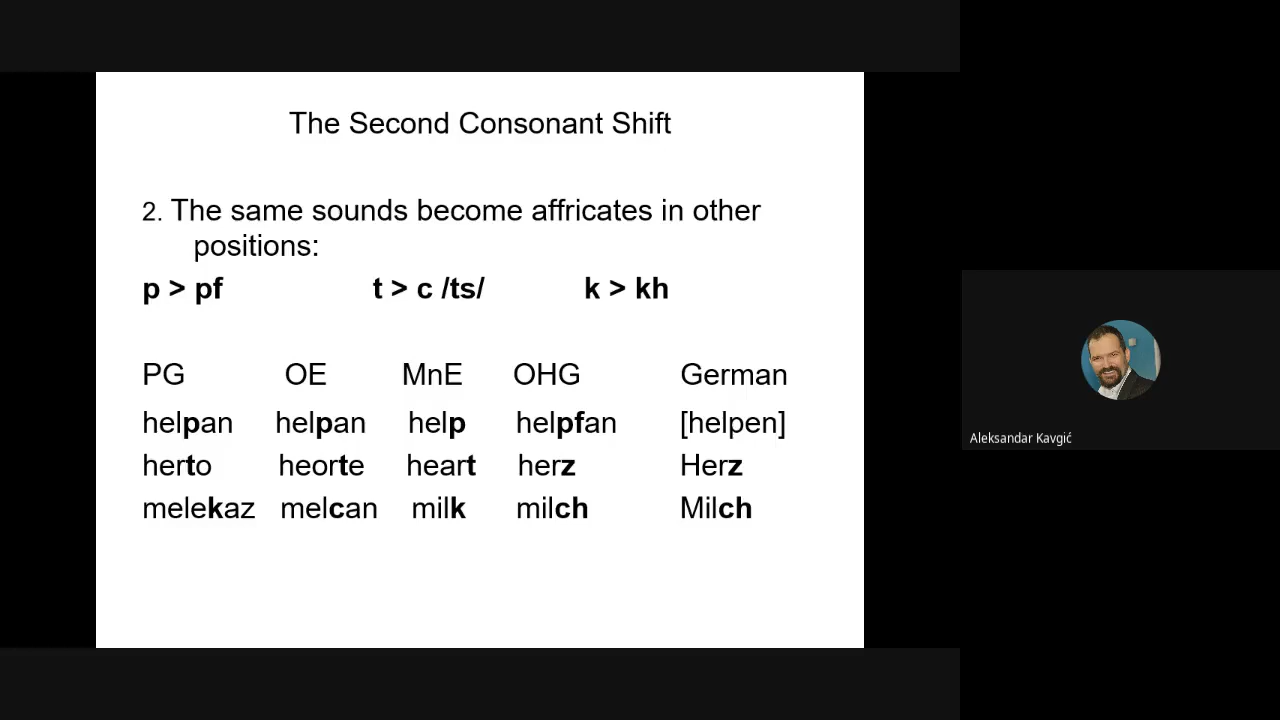 The Second Consonant Shift
2. The same sounds become affricates in other
positions:
p > pf t > c /ts/ k > kh
PG OE MnE OHG German
helpan helpan help helpfan [helpen]
herto heorte heart herz Herz
melekaz melcan milk milch Milch
Aleksandar Kavgić